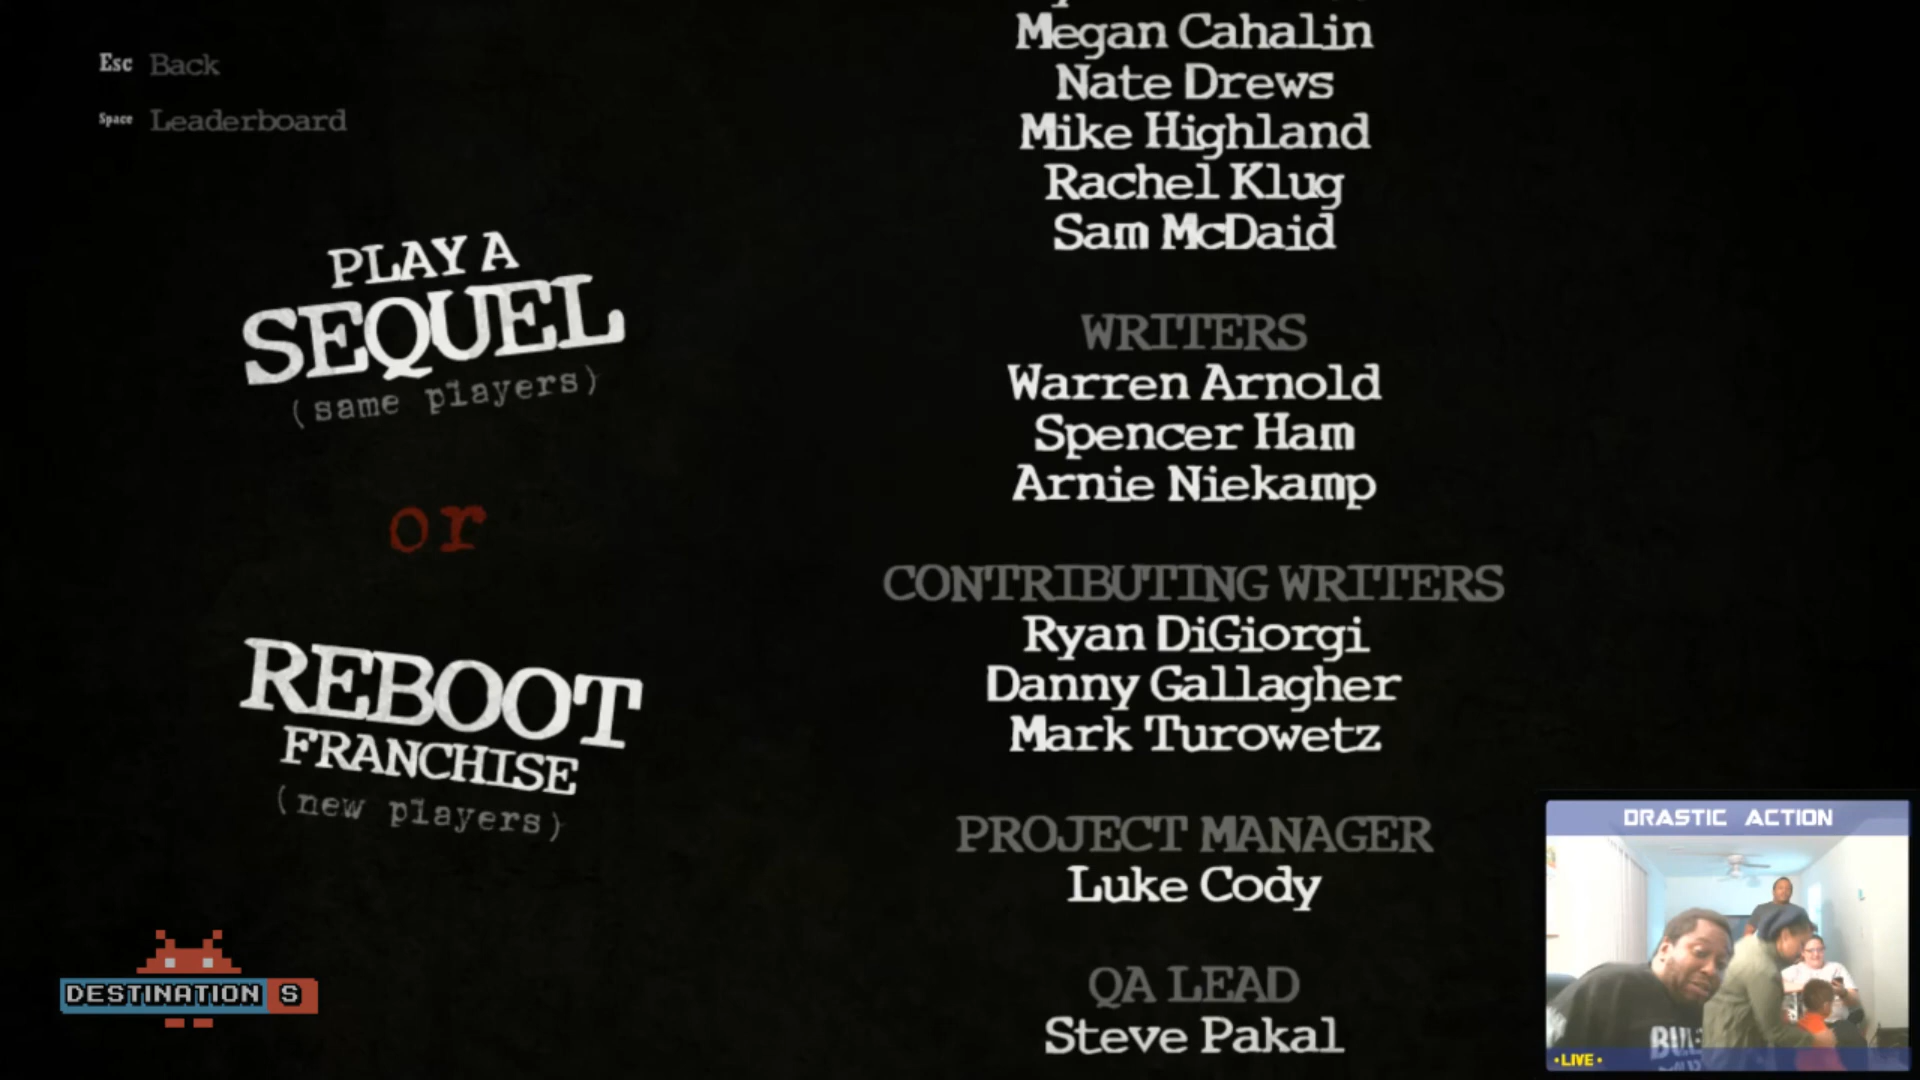 Esc Back
Space Leaderboard
PLAY A
SEQUEL
(same players)
or
REBOOT
FRANCHISE
(new players)
Megan Cahalin
Nate Drews
Mike Highland
Rachel Klug
Sam McDaid
WRITERS
Warren Arnold
Spencer Ham
Arnie Niekamp
CONTRIBUTING WRITERS
Ryan DiGiorgi
Danny Gallagher
Mark Turowetz
PROJECT MANAGER
Luke Cody
QA LEAD
Steve Pakal
DESTINATION S
DRASTIC ACTION
•LIVE•